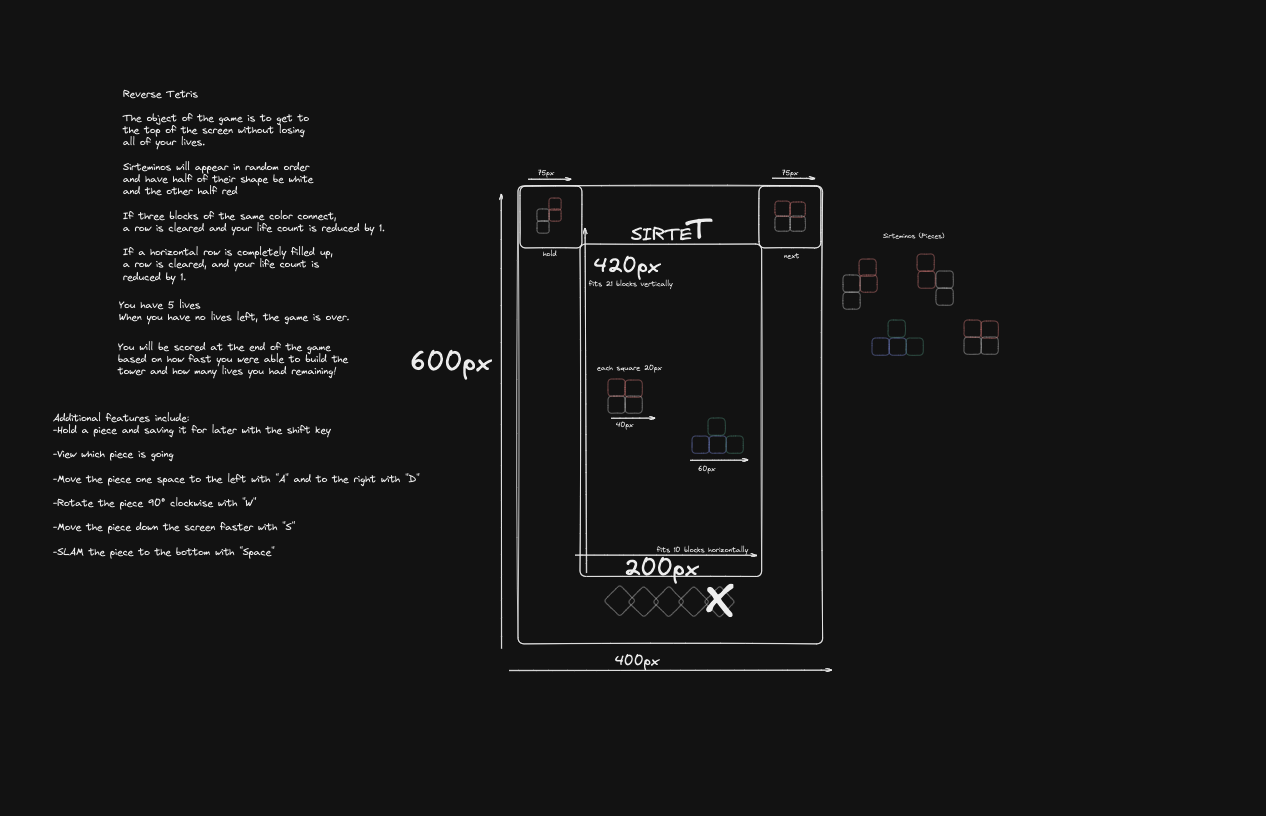 Reverse Tetris
The object of the game is to get to
the top of the screen without losing
all of your lives.
Sirteminos will appear in random order
and have half of their shape be white
and the other half red
If three blocks of the same color connect,
a row is cleared and your life count is reduced by 1.
If a horizontal row is completely filled up,
a row is cleared, and your life count is
reduced by 1.
You have 5 lives
When you have no lives left, the game is over.
You will be scored at the end of the game
based on how fast you were able to build the
tower and how many lives you had remaining!
Additional features include:
-Hold a piece and saving it for later with the shift key
-View which piece is going
-Move the piece one space to the left with "A" and to the right with "D"
-Rotate the piece 90° clockwise with "W"
-Move the piece down the screen faster with "S"
-SLAM the piece to the bottom with "Space"
600px
75px
75px
SIRTET
hold
next
420px
fits 21 blocks vertically
each square 20px
40px
60px
fits 10 blocks horizontally
200px
X
400px
Sirteminos (Pieces)